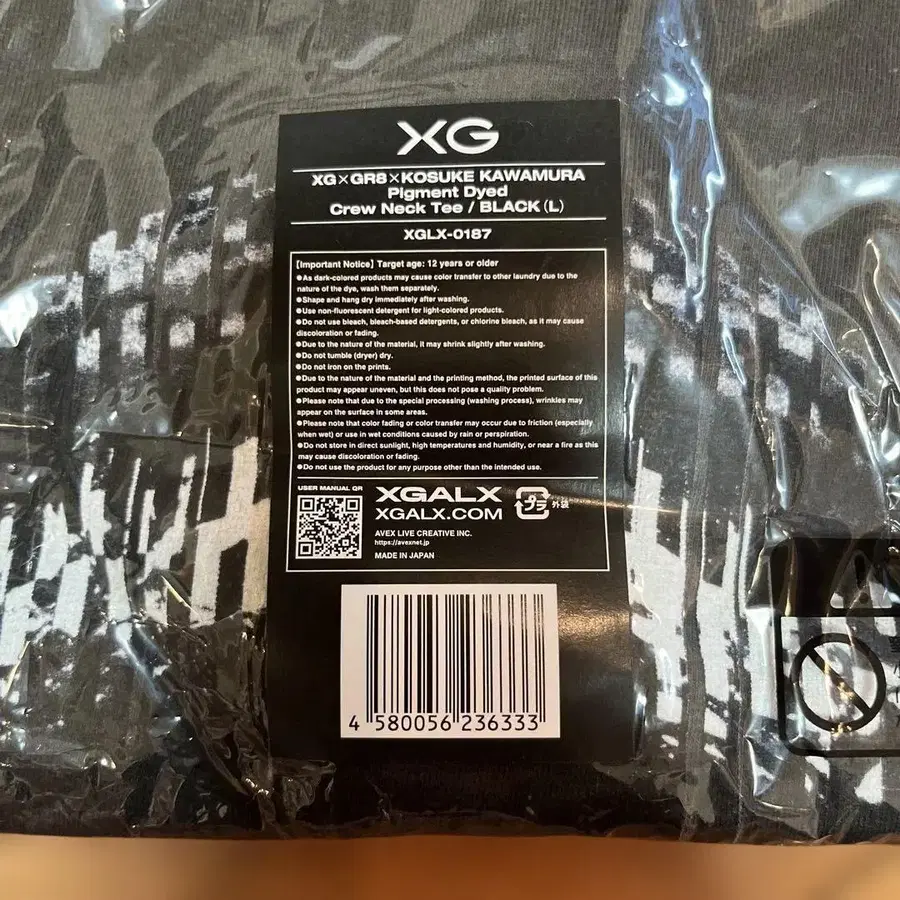 XG
XG×GR8×KOSUKE KAWAMURA
Pigment Dyed
Crew Neck Tee / BLACK (L)
XGLX-0187
【Important Notice】 Target age: 12 years or older
●As dark-colored products may cause color transfer to other laundry due to the
nature of the dye, wash them separately.
●Shape and hang dry immediately after washing.
●Use non-fluorescent detergent for light-colored products.
●Do not use bleach, bleach-based detergents, or chlorine bleach, as it may cause
discoloration or fading.
●Due to the nature of the material, it may shrink slightly after washing.
●Do not tumble (dryer) dry.
●Do not iron on the prints.
●Due to the nature of the material and the printing method, the printed surface of this
product may appear uneven, but this does not pose a quality problem.
●Please note that due to the special processing (washing process), wrinkles may
appear on the surface in some areas.
●Please note that color fading or color transfer may occur due to friction (especially
when wet) or use in wet conditions caused by rain or perspiration.
●Do not store in direct sunlight, high temperatures and humidity, or near a fire as this
may cause discoloration or fading.
●Do not use the product for any purpose other than the intended use.
USER MANUAL QR
XGALX
XGALX.COM
プラ 外袋
AVEX LIVE CREATIVE INC.
https://avexnet.jp
MADE IN JAPAN
4 580056 236333